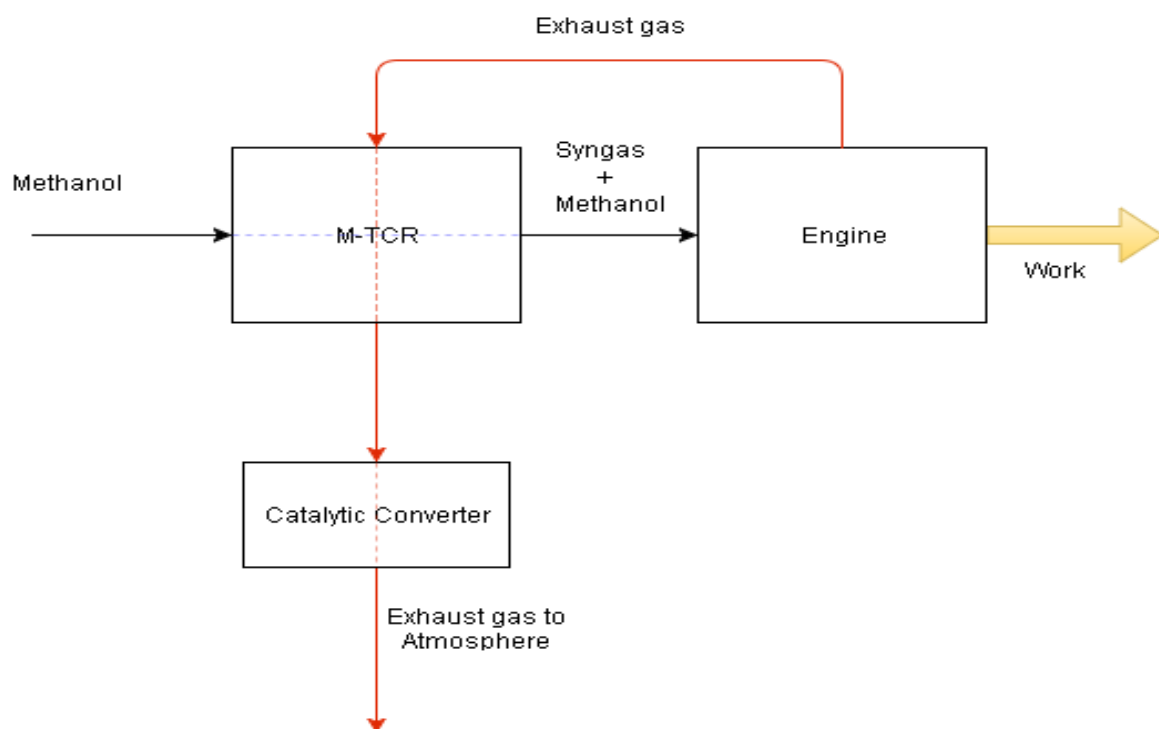 Exhaust gas
Methanol
M-TCR
Syngas
+
Methanol
Engine
Work
Catalytic Converter
Exhaust gas to
Atmosphere